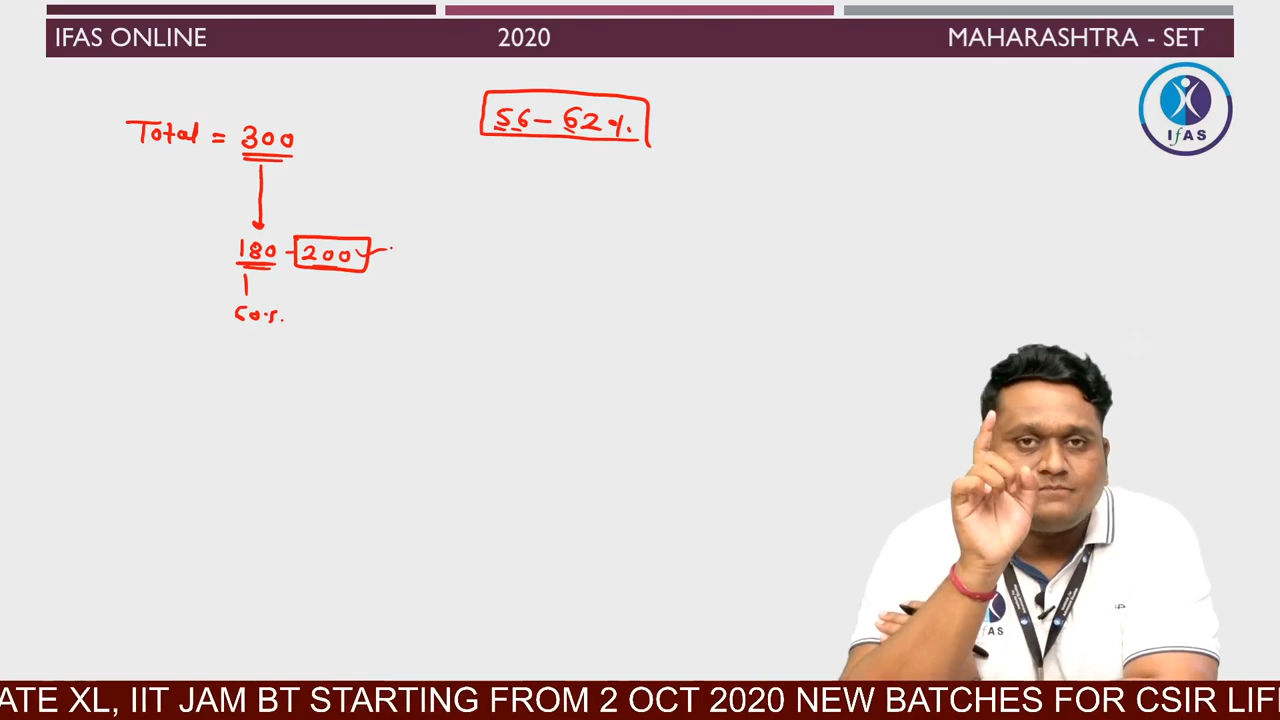 IFAS ONLINE 2020 MAHARASHTRA - SET
IfAS
56 - 62 %.
Total = 300
180 - 200
ifAS
ATE XL, IIT JAM BT STARTING FROM 2 OCT 2020 NEW BATCHES FOR CSIR LIF